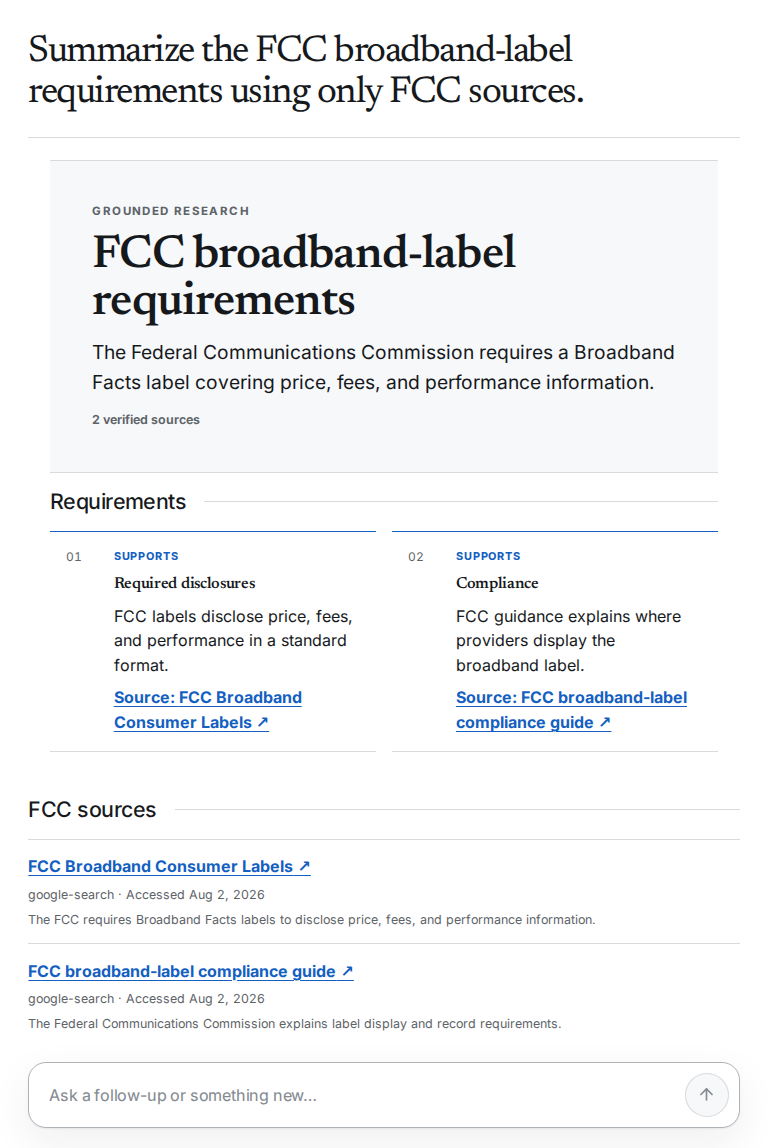 Summarize the FCC broadband-label
requirements using only FCC sources.
GROUNDED RESEARCH
FCC broadband-label
requirements
The Federal Communications Commission requires a Broadband
Facts label covering price, fees, and performance information.
2 verified sources
Requirements
01
SUPPORTS
Required disclosures
FCC labels disclose price, fees,
and performance in a standard
format.
Source: FCC Broadband
Consumer Labels ↗
02
SUPPORTS
Compliance
FCC guidance explains where
providers display the
broadband label.
Source: FCC broadband-label
compliance guide ↗
FCC sources
FCC Broadband Consumer Labels ↗
google-search · Accessed Aug 2, 2026
The FCC requires Broadband Facts labels to disclose price, fees, and performance information.
FCC broadband-label compliance guide ↗
google-search · Accessed Aug 2, 2026
The Federal Communications Commission explains label display and record requirements.
Ask a follow-up or something new...